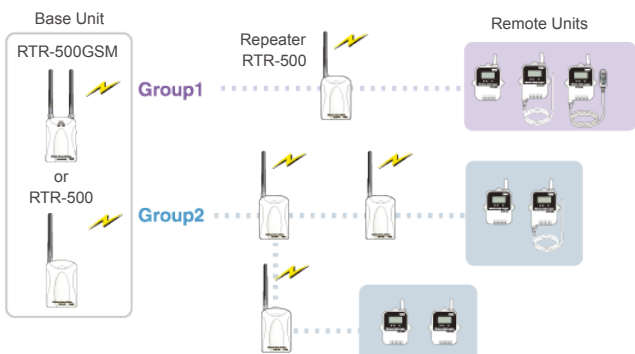 Base Unit
RTR-500GSM
or
RTR-500
Repeater
RTR-500
Remote Units
Group1
Group2